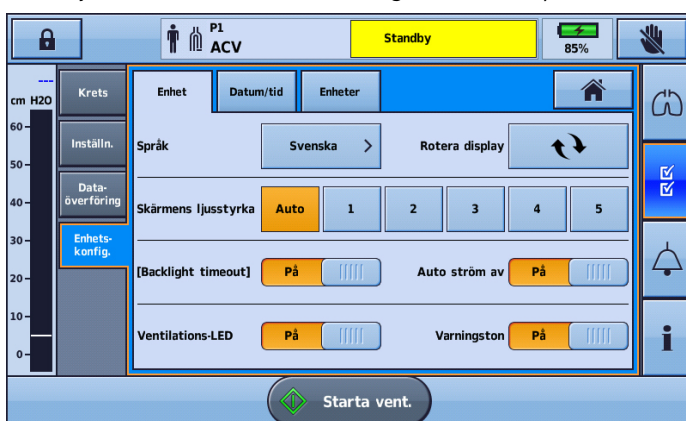 P1
ACV
Standby
85%
---
cm H2O
60
50
40
30
20
10
0
Krets
Inställn.
Data-
överföring
Enhets-
konfig.
Enhet
Datum/tid
Enheter
Språk
Svenska
Rotera display
Skärmens ljusstyrka
Auto
1
2
3
4
5
[Backlight timeout]
På
Auto ström av
På
Ventilations-LED
På
Varningston
På
Starta vent.